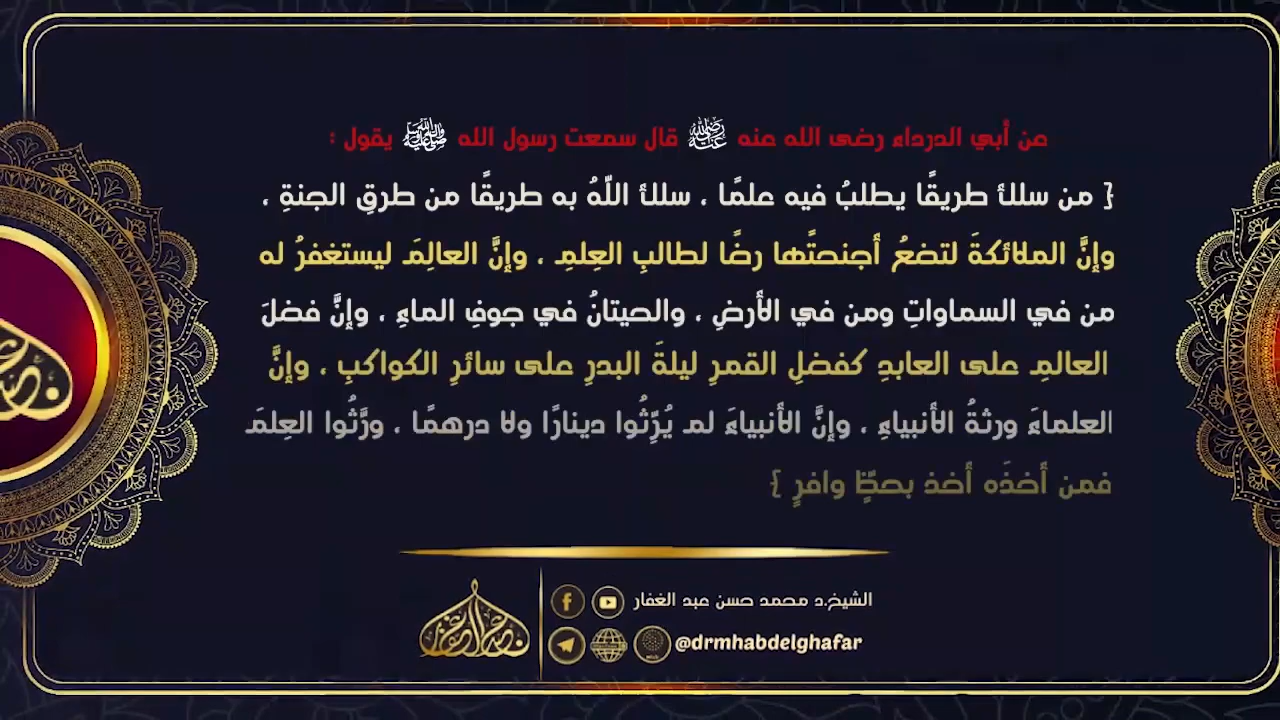 عن أبي الدرداء رضى الله عنه ﵁ قال سمعت رسول الله ﷺ يقول :
{ من سلك طريقًا يطلبُ فيه علمًا ، سلك اللّهُ به طريقًا من طرقِ الجنةِ ،
وإنَّ الملائكةَ لتضعُ أجنحتَها رضًا لطالبِ العِلمِ ، وإنَّ العالِمَ ليستغفرُ له
من في السماواتِ ومن في الأرضِ ، والحيتانُ في جوفِ الماءِ ، وإنَّ فضلَ
العالمِ على العابدِ كفضلِ القمرِ ليلةَ البدرِ على سائرِ الكواكبِ ، وإنَّ
العلماءَ ورثةُ الأنبياءِ ، وإنَّ الأنبياءَ لم يُرِّثُوا دينارًا ولا درهمًا ، ورَّثُوا العِلمَ
فمن أخذَه أخذ بحظٍّ وافرٍ }
الشيخ.د محمد حسن عبد الغفار
@drmhabdelghafar